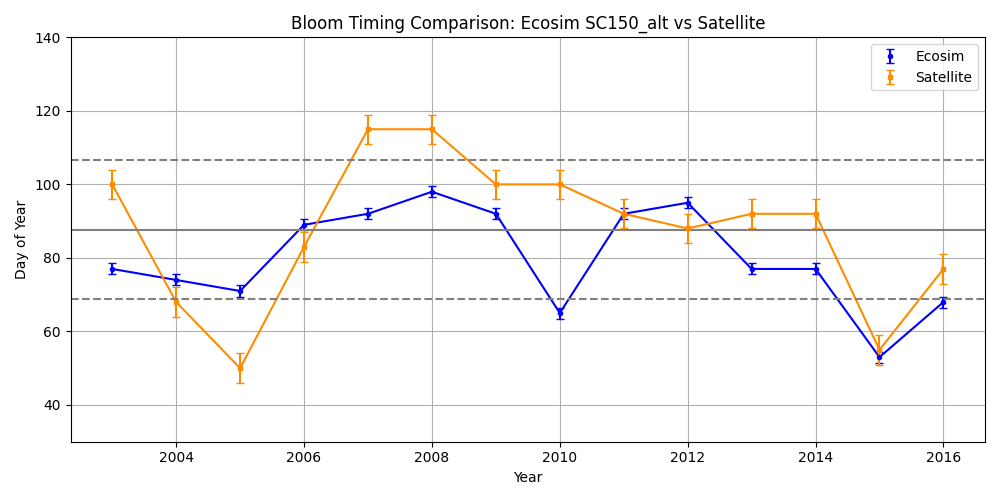 Bloom Timing Comparison: Ecosim SC150_alt vs Satellite
Day of Year
140
120
100
80
60
40
Ecosim
Satellite
2004
2006
2008
2010
2012
2014
2016
Year